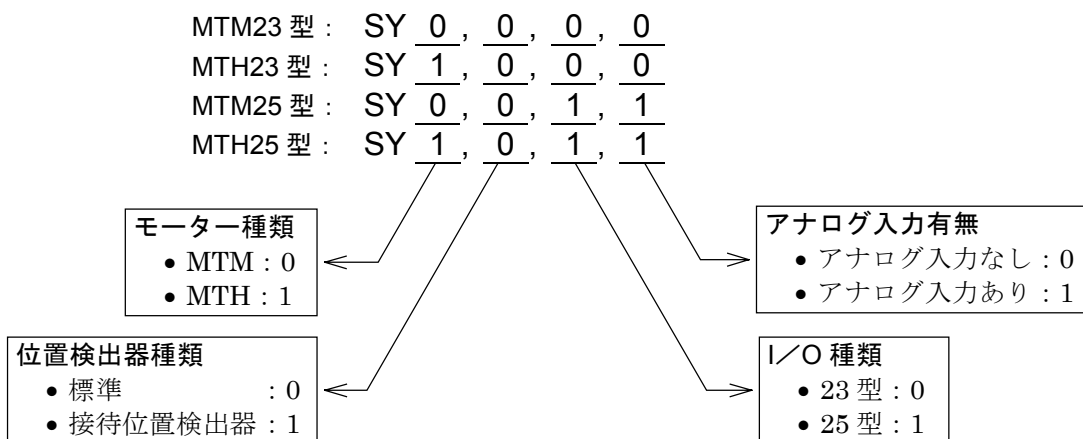 MTM23 型 : SY 0, 0, 0, 0
MTH23 型 : SY 1, 0, 0, 0
MTM25 型 : SY 0, 0, 1, 1
MTH25 型 : SY 1, 0, 1, 1
モーター種類
• MTM : 0
• MTH : 1
アナログ入力有無
• アナログ入力なし : 0
• アナログ入力あり : 1
位置検出器種類
• 標準 : 0
• 接待位置検出器 : 1
I／O 種類
• 23 型 : 0
• 25 型 : 1